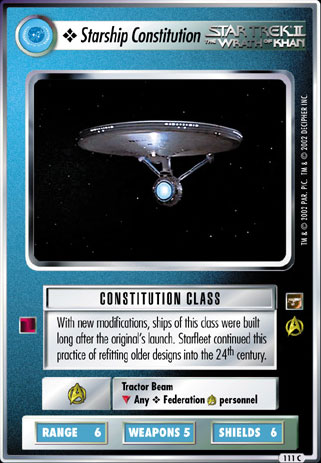 ❖ Starship Constitution
STAR TREK II
THE WRATH OF KHAN
TM & © 2002 PAR. PIC. TM & © 2002 DECIPHER INC.
CONSTITUTION CLASS
With new modifications, ships of this class were built
long after the original's launch. Starfleet continued this
practice of refitting older designs into the 24th century.
Tractor Beam
Any ❖ Federation personnel
RANGE 6 WEAPONS 5 SHIELDS 6
111 C